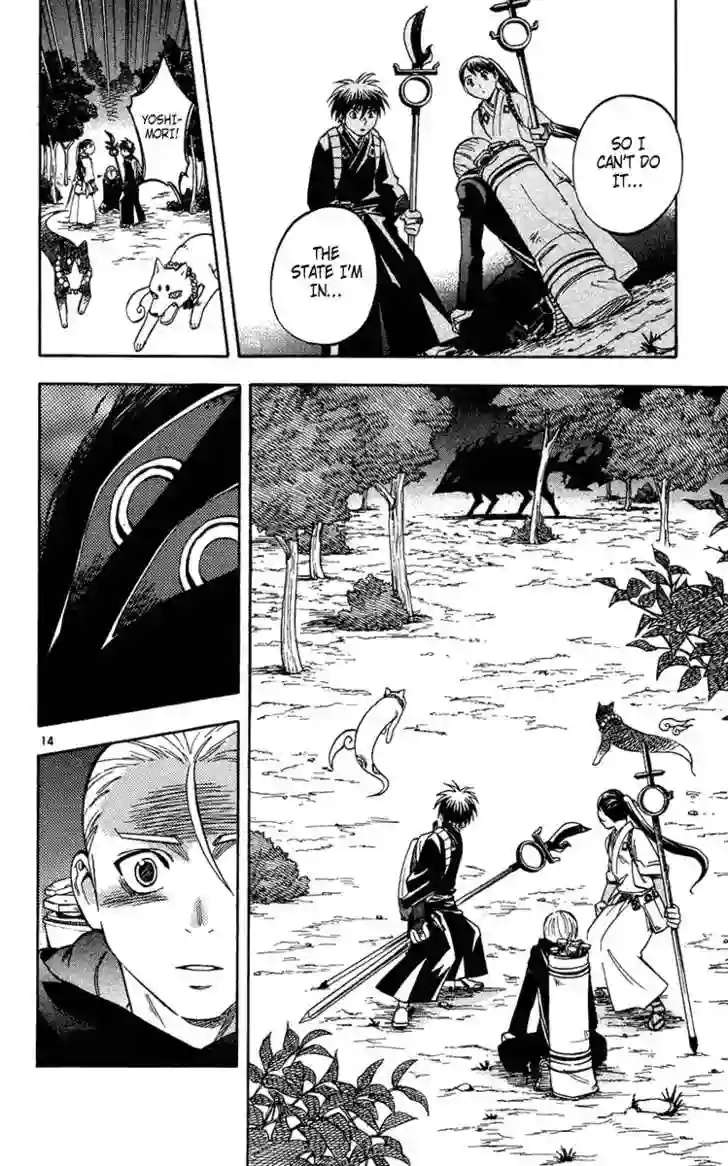 SO I
CAN'T DO
IT...
THE
STATE I'M
IN...
YOSHI-
MORI!
14